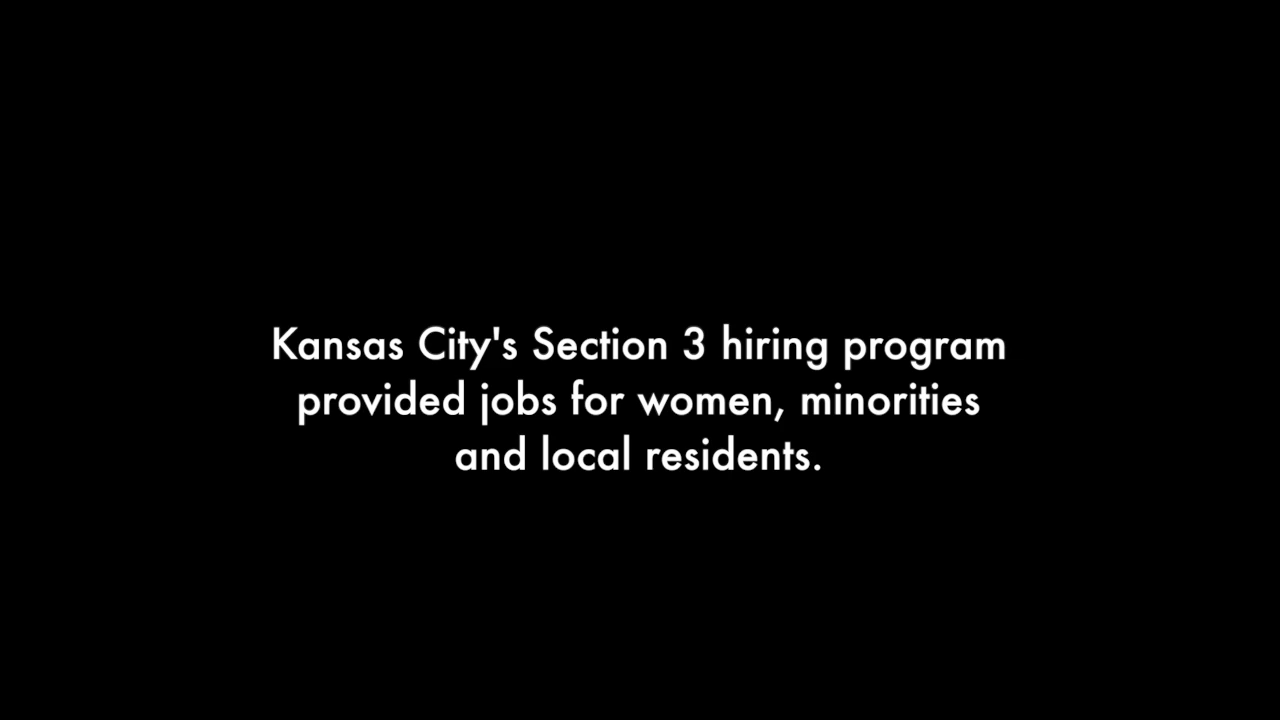 Kansas City's Section 3 hiring program
provided jobs for women, minorities
and local residents.